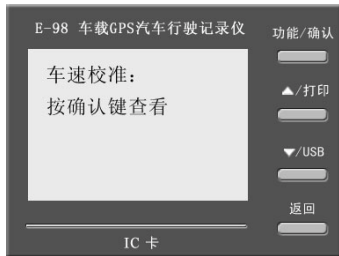 E-98 车载GPS汽车行驶记录仪
功能/确认
车速校准：
按确认键查看
▲/打印
▼/USB
返回
IC 卡